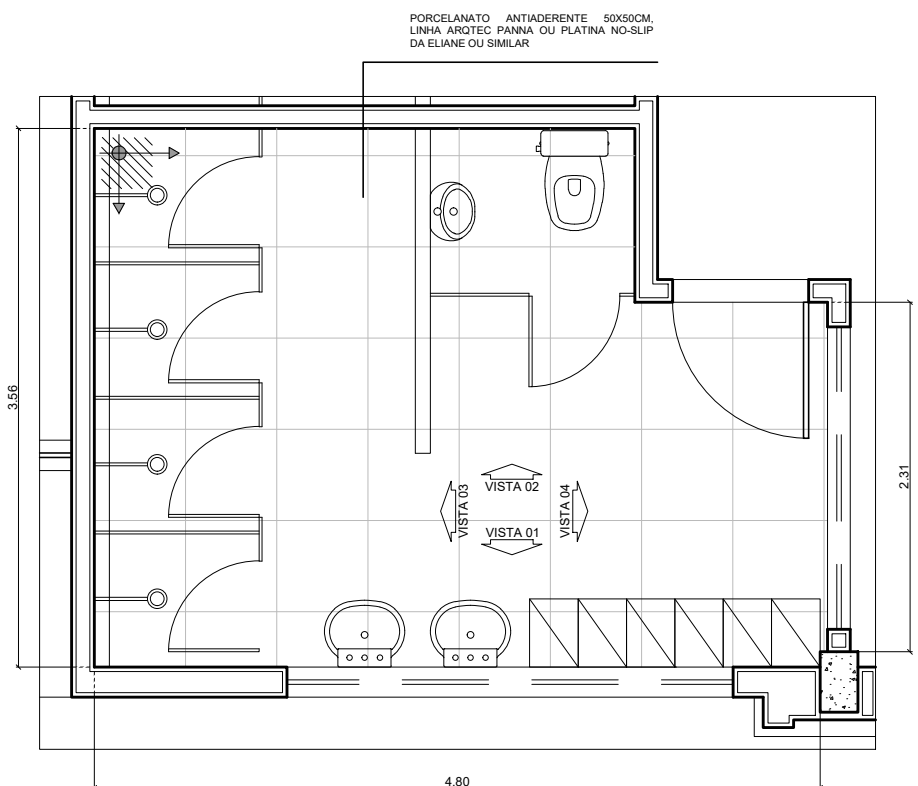 PORCELANATO ANTIADERENTE 50X50CM,
LINHA ARQTEC PANNA OU PLATINA NO-SLIP
DA ELIANE OU SIMILAR
3.56
2.31
VISTA 03
VISTA 02
VISTA 04
VISTA 01
4.80